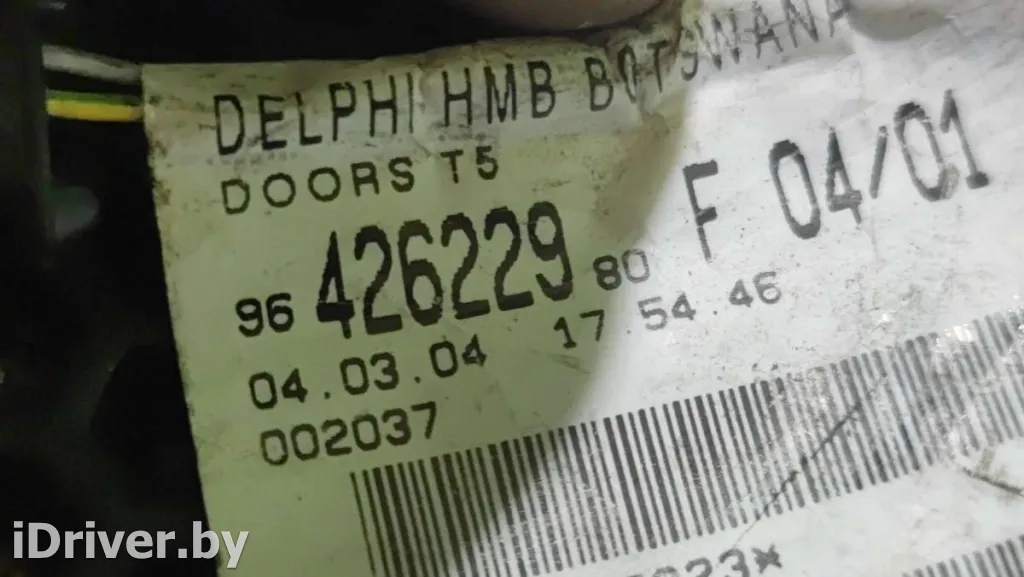 DELPHI HMB BOTSWANA
DOORS T5
96 426229 80 F 04/01
04.03.04 17.54.46
002037
23*
iDriver.by